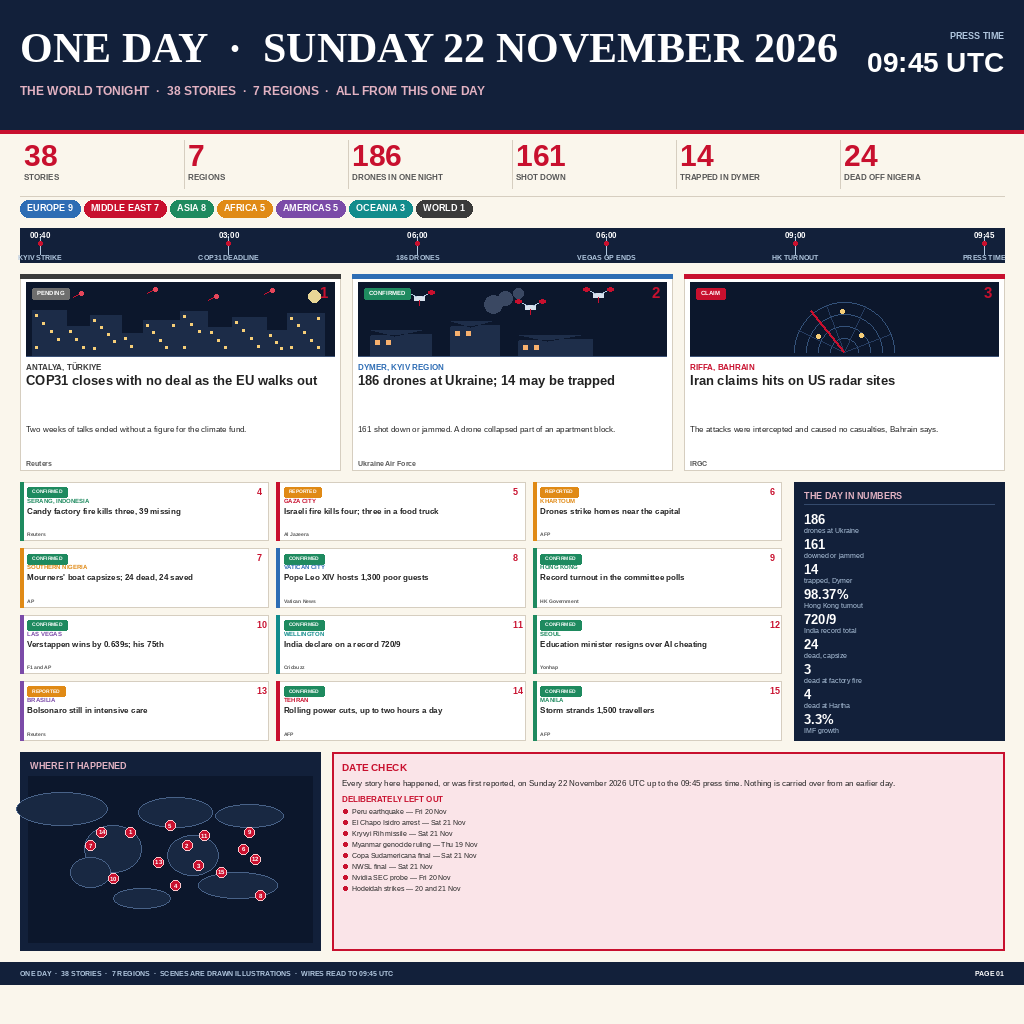 ONE DAY · SUNDAY 22 NOVEMBER 2026
PRESS TIME
09:45 UTC
THE WORLD TONIGHT · 38 STORIES · 7 REGIONS · ALL FROM THIS ONE DAY
38
STORIES
7
REGIONS
186
DRONES IN ONE NIGHT
161
SHOT DOWN
14
TRAPPED IN DYMER
24
DEAD OFF NIGERIA
EUROPE 9
MIDDLE EAST 7
ASIA 8
AFRICA 5
AMERICAS 5
OCEANIA 3
WORLD 1
00:40
KYIV STRIKE
03:00
COP31 DEADLINE
06:00
186 DRONES
06:00
VEGAS GP ENDS
09:00
HK TURNOUT
09:45
PRESS TIME
PENDING
1
ANTALYA, TÜRKIYE
COP31 closes with no deal as the EU walks out
Two weeks of talks ended without a figure for the climate fund.
Reuters
CONFIRMED
2
DYMER, KYIV REGION
186 drones at Ukraine; 14 may be trapped
161 shot down or jammed. A drone collapsed part of an apartment block.
Ukraine Air Force
CLAIM
3
RIFFA, BAHRAIN
Iran claims hits on US radar sites
The attacks were intercepted and caused no casualties, Bahrain says.
IRGC
CONFIRMED
4
SERANG, INDONESIA
Candy factory fire kills three, 39 missing
Reuters
REPORTED
5
GAZA CITY
Israeli fire kills four; three in a food truck
Al Jazeera
REPORTED
6
KHARTOUM
Drones strike homes near the capital
AFP
CONFIRMED
7
SOUTHERN NIGERIA
Mourners' boat capsizes; 24 dead, 24 saved
AP
CONFIRMED
8
VATICAN CITY
Pope Leo XIV hosts 1,300 poor guests
Vatican News
CONFIRMED
9
HONG KONG
Record turnout in the committee polls
HK Government
CONFIRMED
10
LAS VEGAS
Verstappen wins by 0.639s; his 75th
F1 and AP
CONFIRMED
11
WELLINGTON
India declare on a record 720/9
Cricbuzz
CONFIRMED
12
SEOUL
Education minister resigns over AI cheating
Yonhap
REPORTED
13
BRASILIA
Bolsonaro still in intensive care
Reuters
CONFIRMED
14
TEHRAN
Rolling power cuts, up to two hours a day
AFP
CONFIRMED
15
MANILA
Storm strands 1,500 travellers
AFP
THE DAY IN NUMBERS
186
drones at Ukraine
161
downed or jammed
14
trapped, Dymer
98.37%
Hong Kong turnout
720/9
India record total
24
dead, capsize
3
dead at factory fire
4
dead at Hartha
3.3%
IMF growth
WHERE IT HAPPENED
5
14
1
9
11
7
2
6
13
3
12
15
10
4
8
DATE CHECK
Every story here happened, or was first reported, on Sunday 22 November 2026 UTC up to the 09:45 press time. Nothing is carried over from an earlier day.
DELIBERATELY LEFT OUT
Peru earthquake — Fri 20 Nov
El Chapo Isidro arrest — Sat 21 Nov
Kryvyi Rih missile — Sat 21 Nov
Myanmar genocide ruling — Thu 19 Nov
Copa Sudamericana final — Sat 21 Nov
NWSL final — Sat 21 Nov
Nvidia SEC probe — Fri 20 Nov
Hodeidah strikes — 20 and 21 Nov
ONE DAY · 38 STORIES · 7 REGIONS · SCENES ARE DRAWN ILLUSTRATIONS · WIRES READ TO 09:45 UTC
PAGE 01